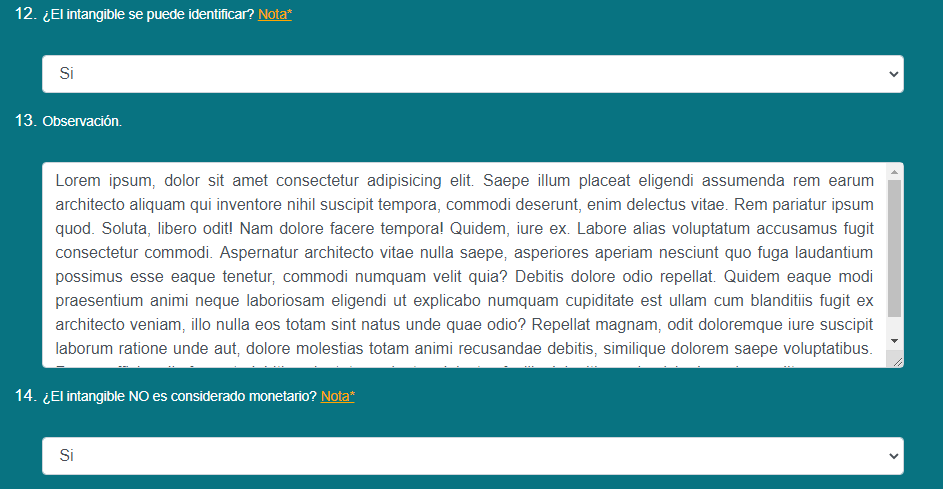 12. ¿El intangible se puede identificar? Nota*
Si
13. Observación.
Lorem ipsum, dolor sit amet consectetur adipisicing elit. Saepe illum placeat eligendi assumenda rem earum
architecto aliquam qui inventore nihil suscipit tempora, commodi deserunt, enim delectus vitae. Rem pariatur ipsum
quod. Soluta, libero odit! Nam dolore facere tempora! Quidem, iure ex. Labore alias voluptatum accusamus fugit
consectetur commodi. Aspernatur architecto vitae nulla saepe, asperiores aperiam nesciunt quo fuga laudantium
possimus esse eaque tenetur, commodi numquam velit quia? Debitis dolore odio repellat. Quidem eaque modi
praesentium animi neque laboriosam eligendi ut explicabo numquam cupiditate est ullam cum blanditiis fugit ex
architecto veniam, illo nulla eos totam sint natus unde quae odio? Repellat magnam, odit doloremque iure suscipit
laborum ratione unde aut, dolore molestias totam animi recusandae debitis, similique dolorem saepe voluptatibus.
14. ¿El intangible NO es considerado monetario? Nota*
Si